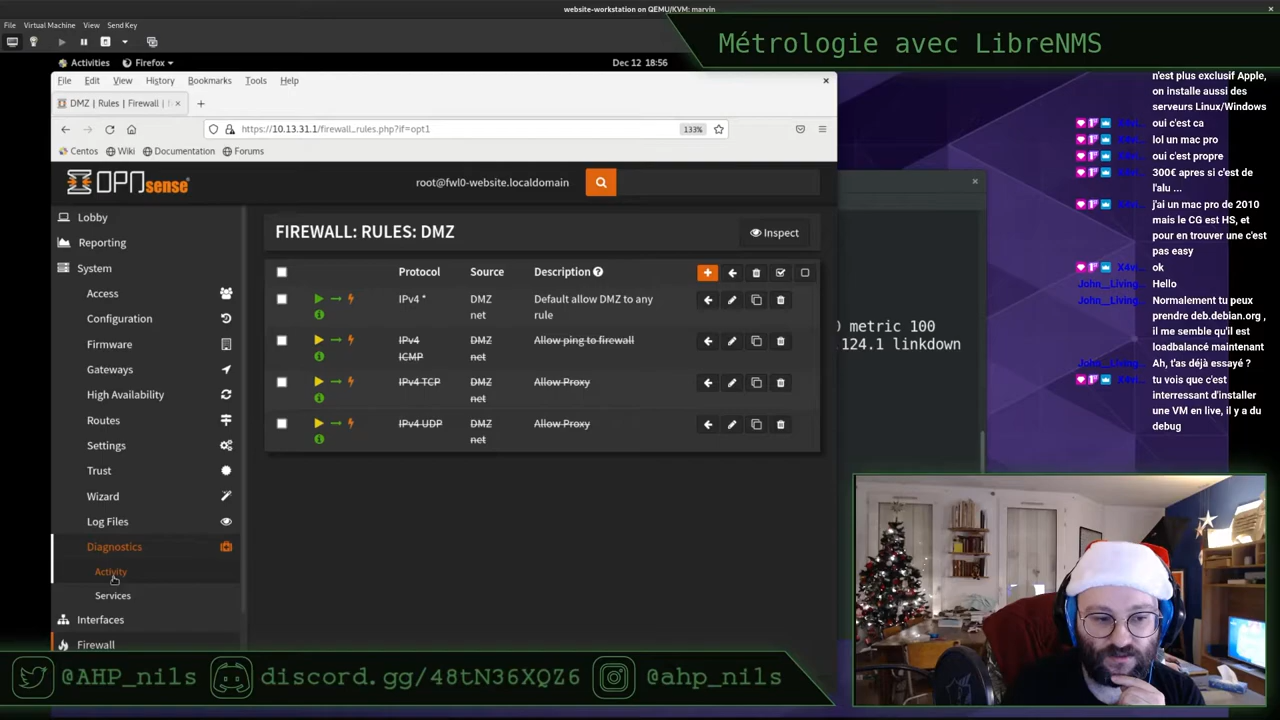 website-workstation on QEMU/KVM: marvin
File Virtual Machine View Send Key
Métrologie avec LibreNMS
Activities Firefox Dec 12 18:56
File Edit View History Bookmarks Tools Help
DMZ | Rules | Firewall |
https://10.13.31.1/firewall_rules.php?if=opt1 133%
Centos Wiki Documentation Forums
OPNsense
root@fwl0-website.localdomain
Lobby
Reporting
System
Access
Configuration
Firmware
Gateways
High Availability
Routes
Settings
Trust
Wizard
Log Files
Diagnostics
Activity
Services
Interfaces
Firewall
FIREWALL: RULES: DMZ Inspect
Protocol Source Description
IPv4 * DMZ net Default allow DMZ to any rule
IPv4 ICMP DMZ net Allow ping to firewall
IPv4 TCP DMZ net Allow Proxy
IPv4 UDP DMZ net Allow Proxy
0 metric 100
124.1 linkdown
n'est plus exclusif Apple,
on installe aussi des
serveurs Linux/Windows
oui c'est ca
lol un mac pro
oui c'est propre
300€ apres si c'est de
l'alu ...
j'ai un mac pro de 2010
mais le CG est HS, et
pour en trouver une c'est
pas easy
ok
John__Living.. Hello
John__Living.. Normalement tu peux
prendre deb.debian.org ,
il me semble qu'il est
loadbalancé maintenant
John__Living.. Ah, t'as déjà essayé ?
tu vois que c'est
interressant d'installer
une VM en live, il y a du
debug
@AHP_nils discord.gg/48tN36XQZ6 @ahp_nils